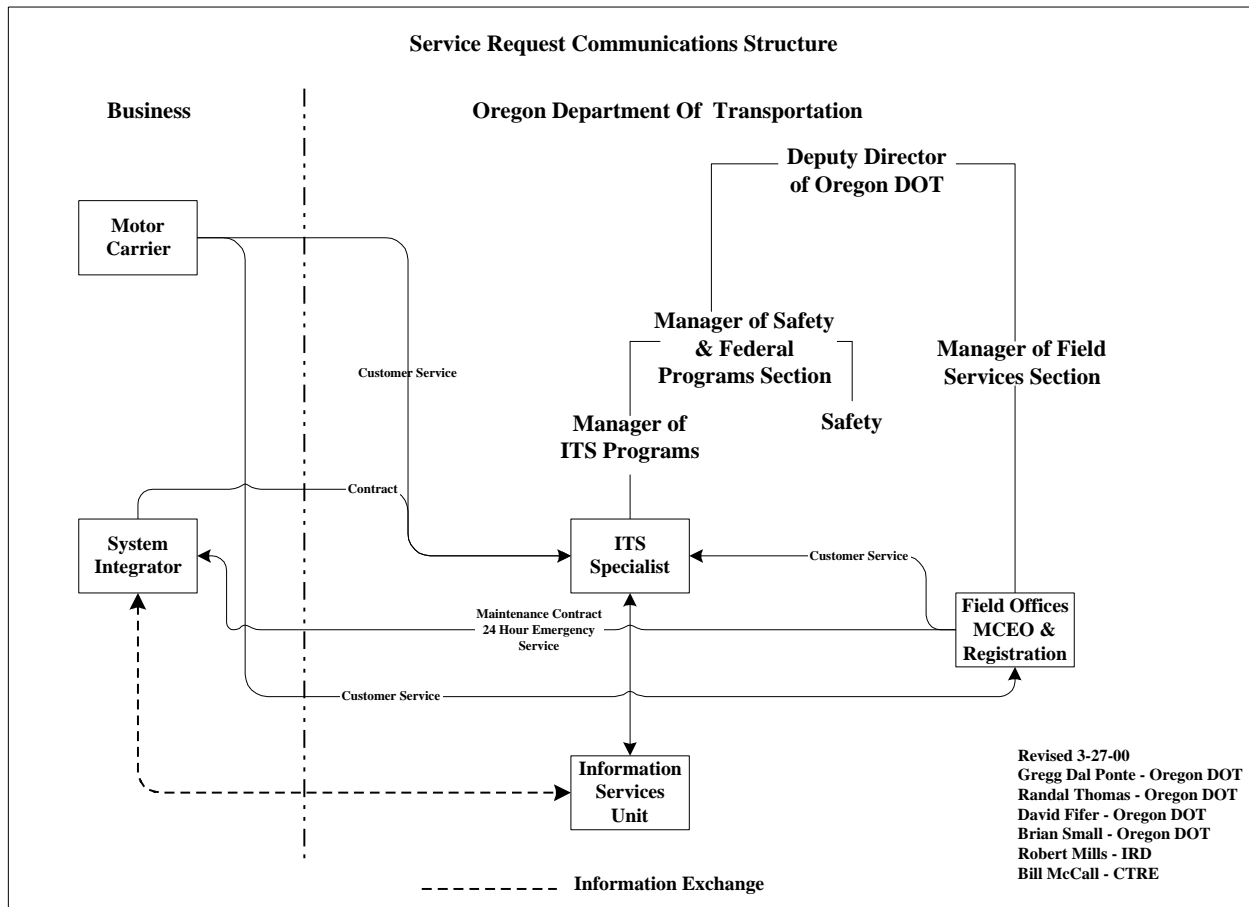 Service Request Communications Structure
Business
Oregon Department Of Transportation
Deputy Director
of Oregon DOT
Motor
Carrier
Manager of Safety
& Federal
Programs Section
Manager of Field
Services Section
Customer Service
Safety
Manager of
ITS Programs
Contract
System
Integrator
ITS
Specialist
Customer Service
Maintenance Contract
24 Hour Emergency
Service
Field Offices
MCEO &
Registration
Customer Service
Information
Services
Unit
Revised 3-27-00
Gregg Dal Ponte - Oregon DOT
Randal Thomas - Oregon DOT
David Fifer - Oregon DOT
Brian Small - Oregon DOT
Robert Mills - IRD
Bill McCall - CTRE
Information Exchange